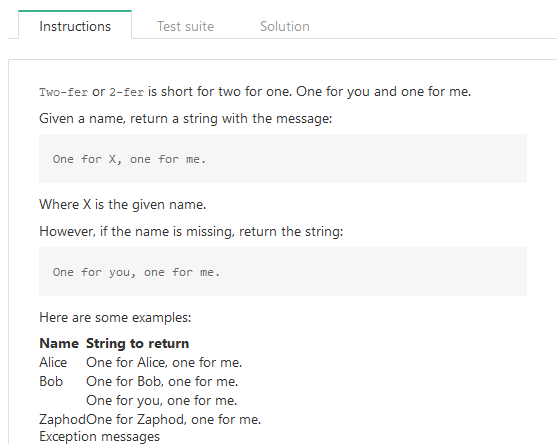 Instructions Test suite Solution
Two-fer or 2-fer is short for two for one. One for you and one for me.
Given a name, return a string with the message:
One for X, one for me.
Where X is the given name.
However, if the name is missing, return the string:
One for you, one for me.
Here are some examples:
Name String to return
Alice One for Alice, one for me.
Bob One for Bob, one for me.
One for you, one for me.
ZaphodOne for Zaphod, one for me.
Exception messages